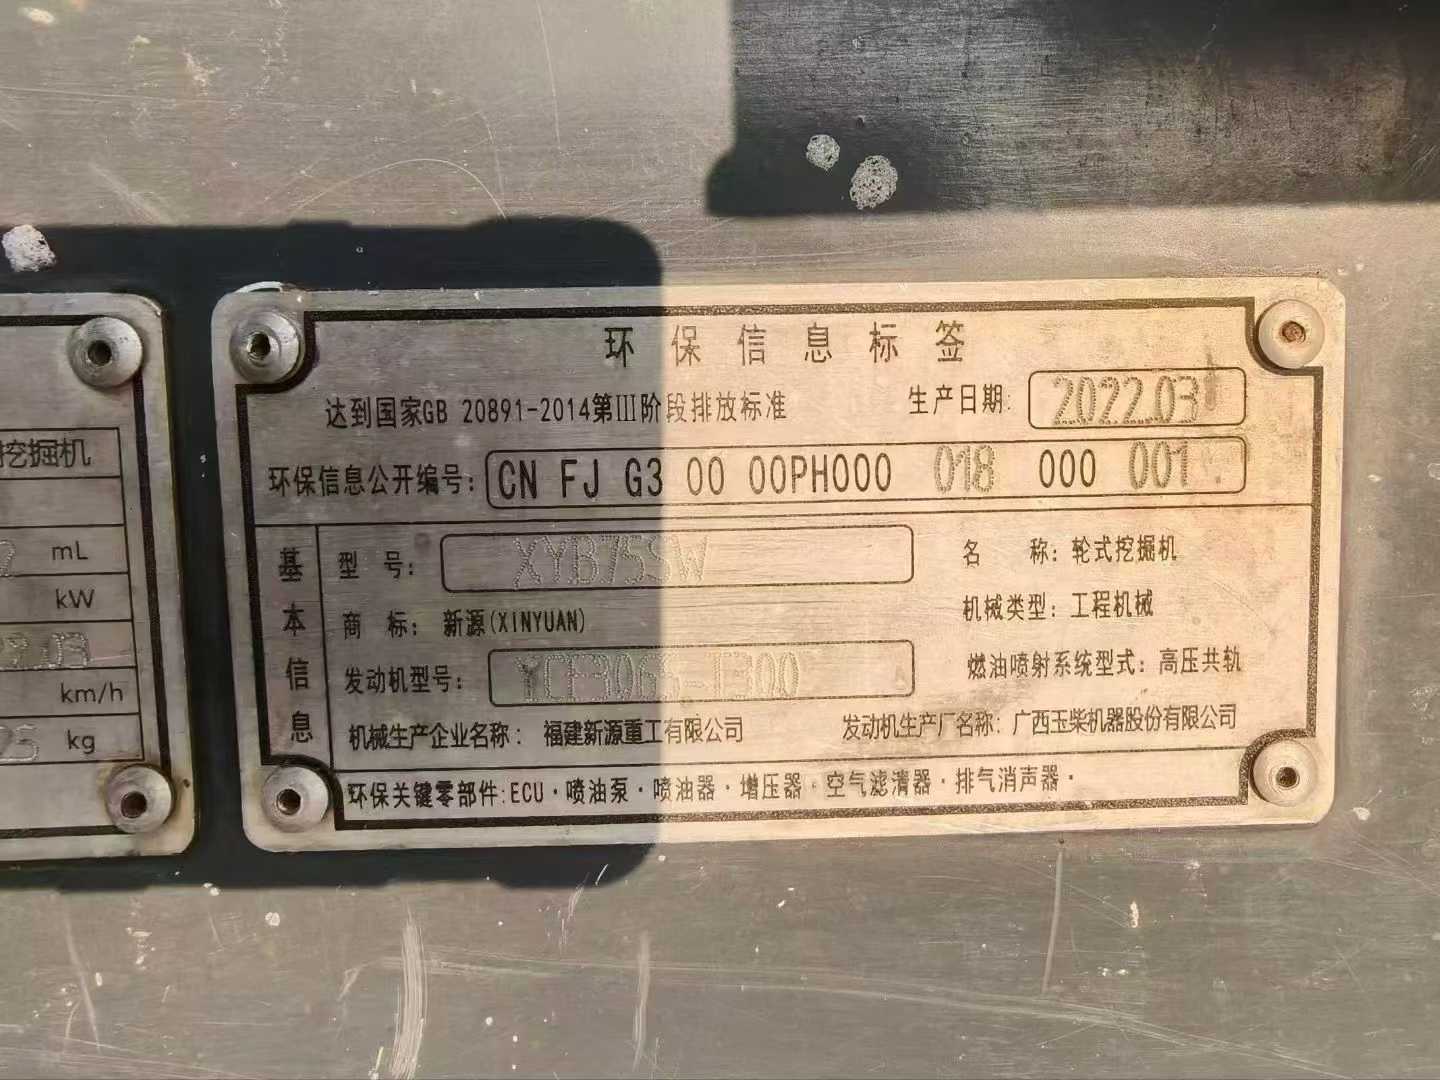 挖掘机
mL
kW
km/h
kg
环保信息标签
达到国家GB 20891-2014第III阶段排放标准 生产日期: 2022.03
环保信息公开编号: CN FJ G3 00 00PH000 018 000 001
基本信息
型号: XYB75SW 名称: 轮式挖掘机
商标: 新源(XINYUAN) 机械类型: 工程机械
发动机型号: YCF3065-T300 燃油喷射系统型式: 高压共轨
机械生产企业名称: 福建新源重工有限公司 发动机生产厂名称: 广西玉柴机器股份有限公司
环保关键零部件:ECU·喷油泵·喷油器·增压器·空气滤清器·排气消声器·